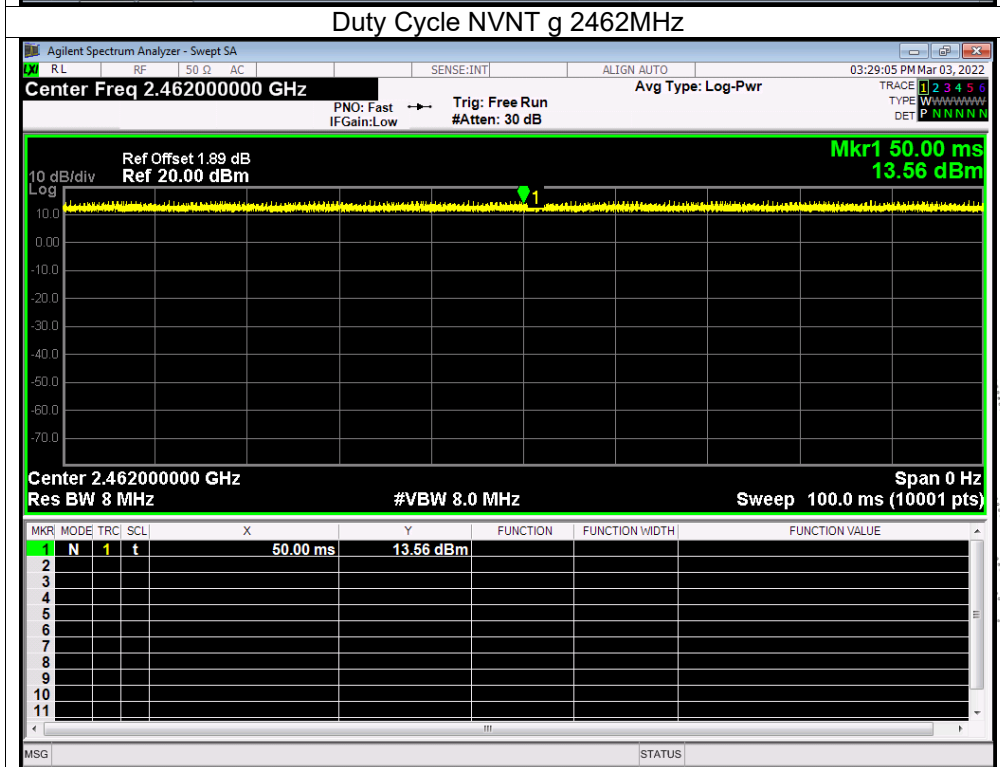 Duty Cycle NVNT g 2462MHz
Agilent Spectrum Analyzer - Swept SA
LXI RL RF 50 Ω AC SENSE:INT ALIGN AUTO 03:29:05 PM Mar 03, 2022
Center Freq 2.462000000 GHz Avg Type: Log-Pwr TRACE 1 2 3 4 5 6
PNO: Fast Trig: Free Run TYPE WWWWWW
IFGain:Low #Atten: 30 dB DET P N N N N N
Mkr1 50.00 ms
Ref Offset 1.89 dB
10 dB/div Ref 20.00 dBm 13.56 dBm
Log
1
10.0
0.00
-10.0
-20.0
-30.0
-40.0
-50.0
-60.0
-70.0
Center 2.462000000 GHz Span 0 Hz
Res BW 8 MHz #VBW 8.0 MHz Sweep 100.0 ms (10001 pts)
MKR MODE TRC SCL X Y FUNCTION FUNCTION WIDTH FUNCTION VALUE
1 N 1 t 50.00 ms 13.56 dBm
2
3
4
5
6
7
8
9
10
11
MSG STATUS